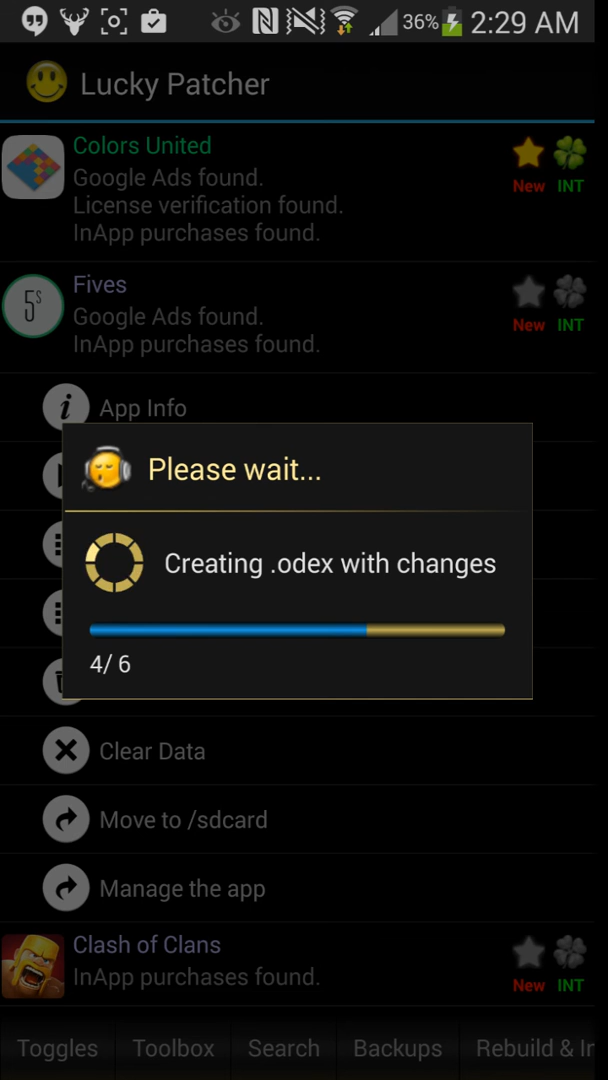 36% 2:29 AM
Lucky Patcher
Colors United
Google Ads found.
License verification found.
InApp purchases found.
New INT
5s
Fives
Google Ads found.
InApp purchases found.
New INT
App Info
Please wait...
Creating .odex with changes
4/ 6
Clear Data
Move to /sdcard
Manage the app
Clash of Clans
InApp purchases found.
New INT
Toggles Toolbox Search Backups Rebuild & In